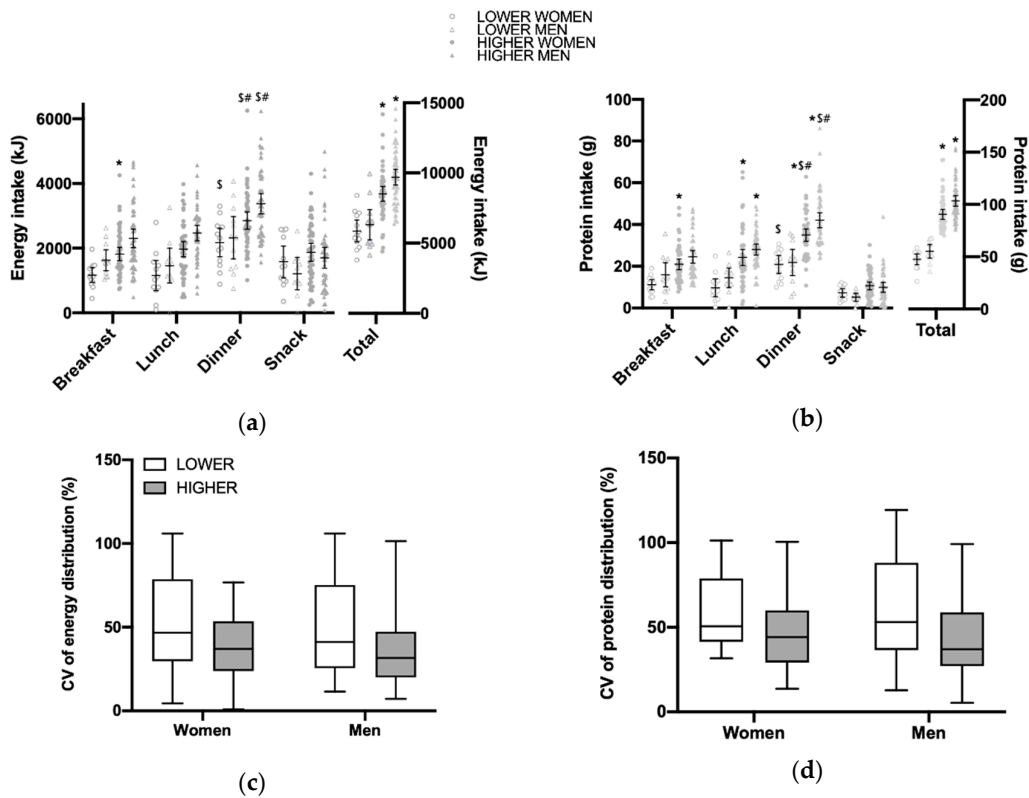 LOWER WOMEN
LOWER MEN
HIGHER WOMEN
HIGHER MEN
Energy intake (kJ)
6000
4000
2000
0
*
$
$#
$#
*
*
15000
10000
5000
0
Energy intake (kJ)
Breakfast
Lunch
Dinner
Snack
Total
(a)
Protein intake (g)
100
80
60
40
20
0
*
*
*
$
*$#
*$#
*
*
200
150
100
50
0
Protein intake (g)
Breakfast
Lunch
Dinner
Snack
Total
(b)
CV of energy distribution (%)
150
100
50
0
LOWER
HIGHER
Women
Men
(c)
CV of protein distribution (%)
150
100
50
0
Women
Men
(d)